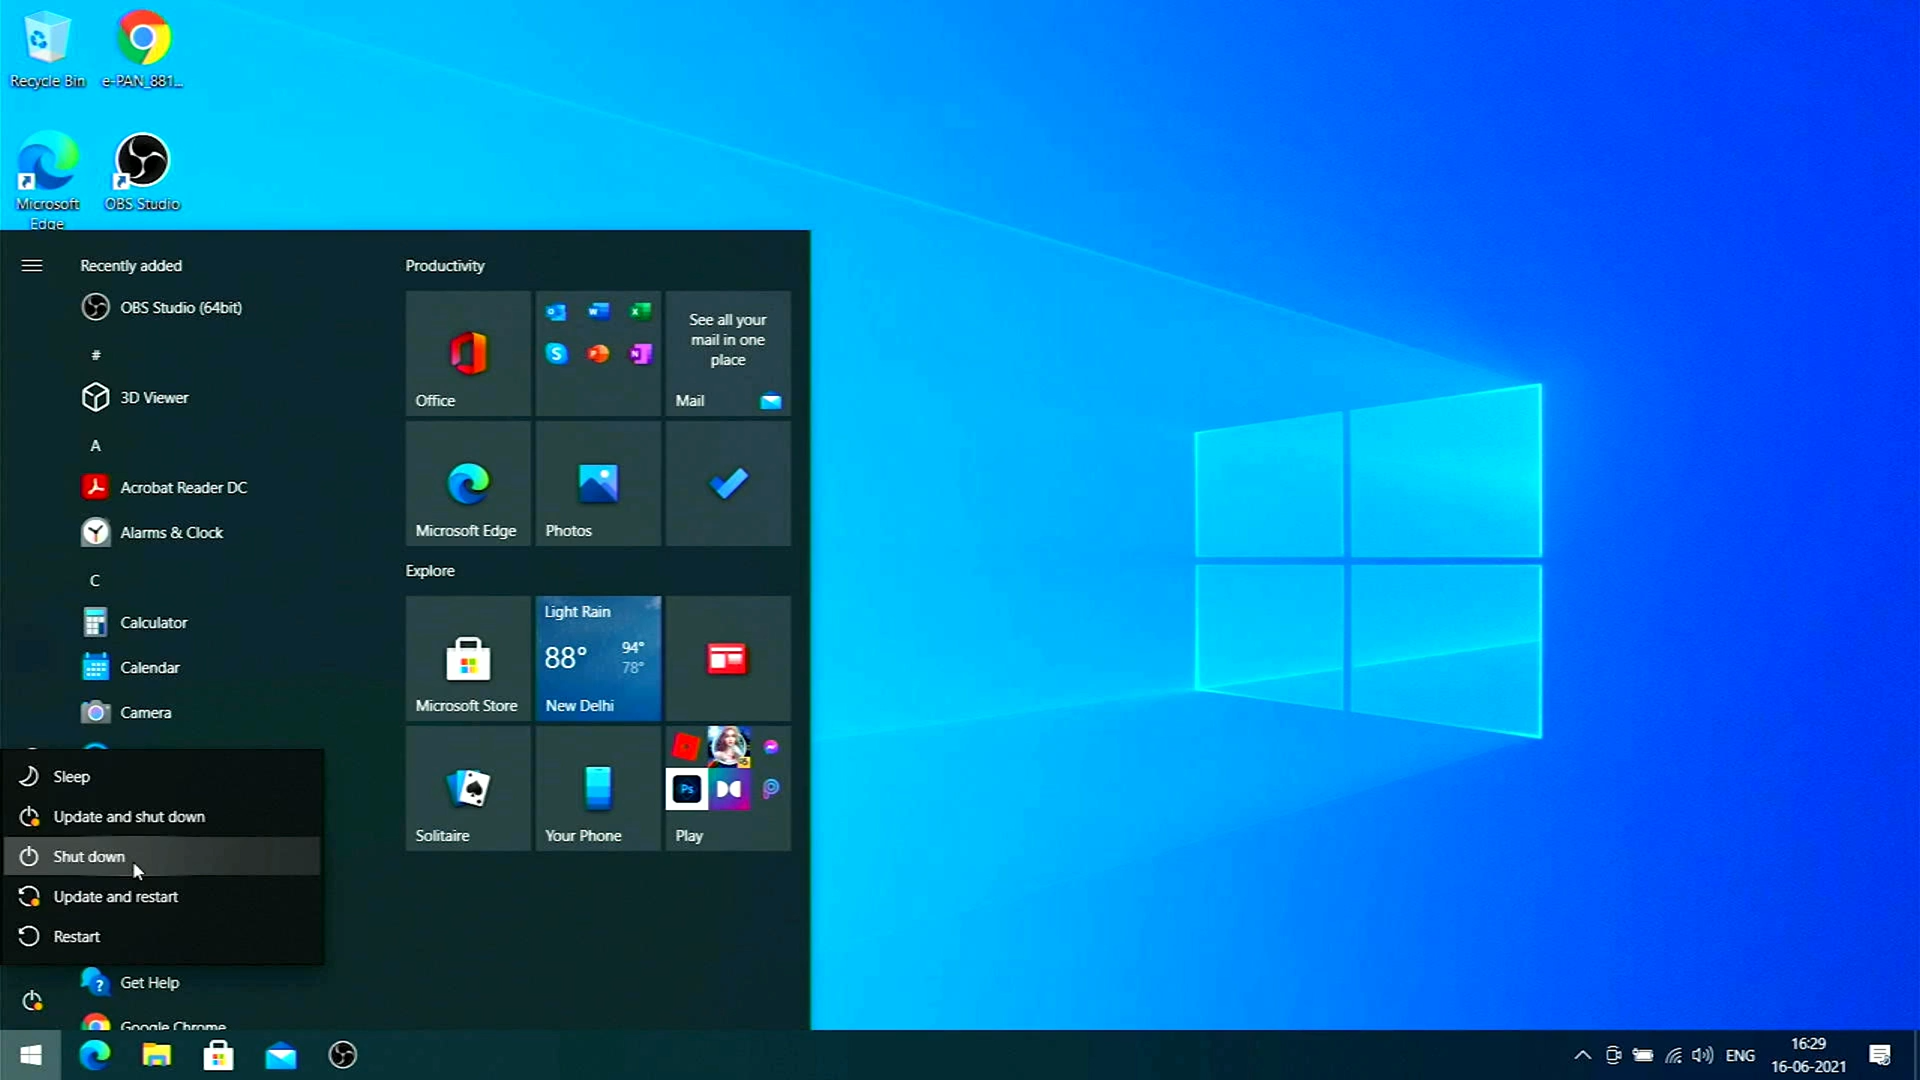 Recycle Bin
e-PAN_881...
Microsoft
Edge
OBS Studio
Recently added
OBS Studio (64bit)
#
3D Viewer
A
Acrobat Reader DC
Alarms & Clock
C
Calculator
Calendar
Camera
Sleep
Update and shut down
Shut down
Update and restart
Restart
Get Help
Google Chrome
Productivity
Office
See all your
mail in one
place
Mail
Microsoft Edge
Photos
Explore
Microsoft Store
Light Rain
88°
94°
78°
New Delhi
Solitaire
Your Phone
Ps
Play
ENG
16:29
16-06-2021